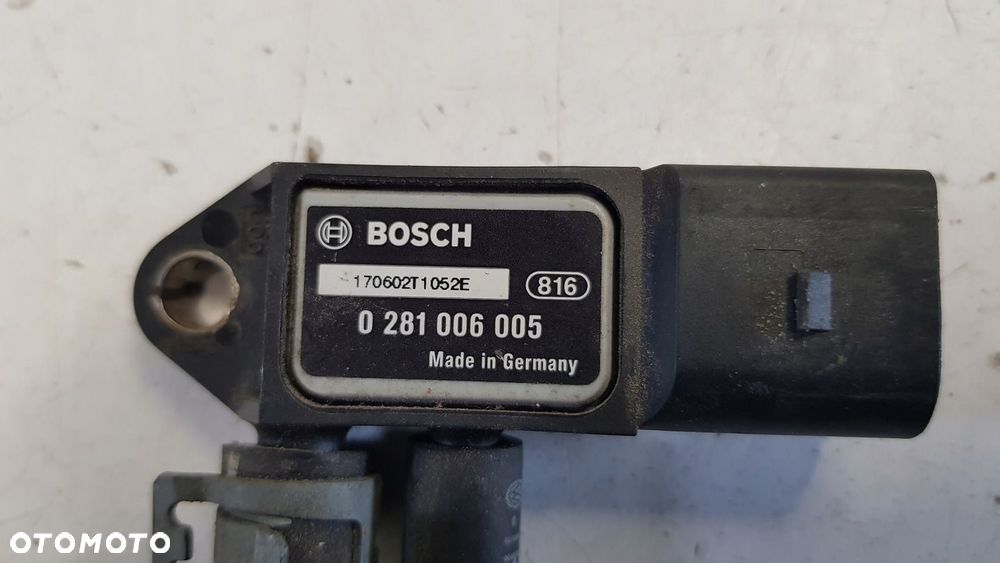 BOSCH
170602T1052E
816
0 281 006 005
Made in Germany
OTOMOTO